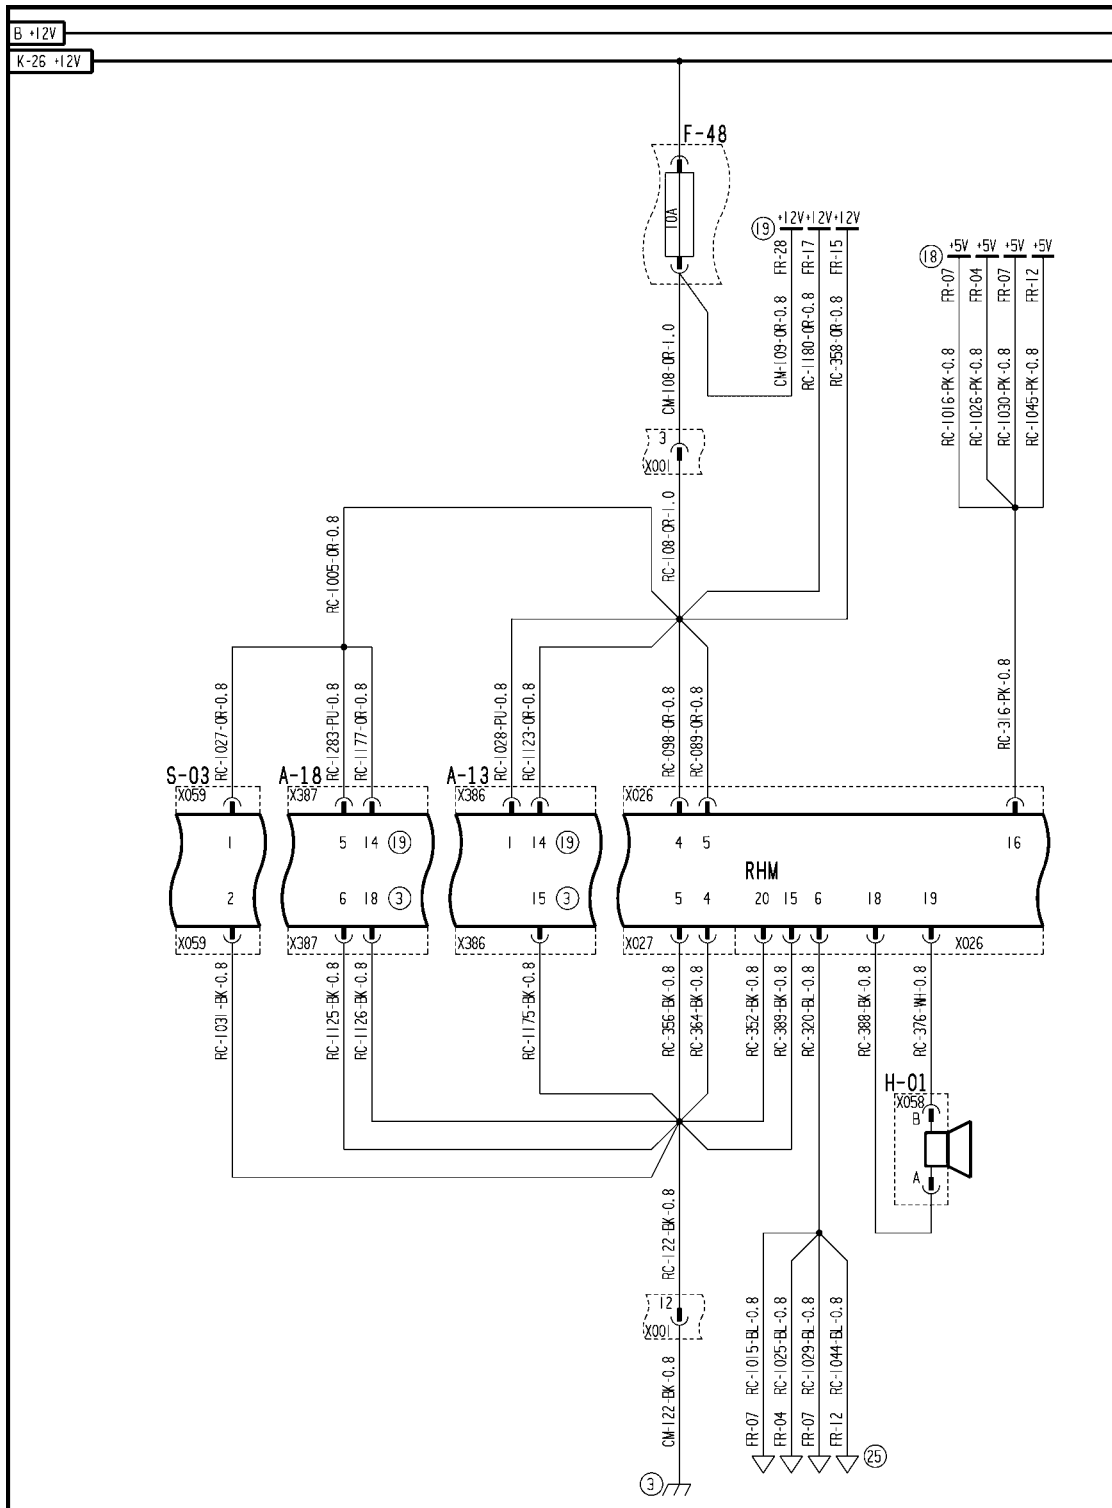 B +12V
K-26 +12V
F-48
10A
19 +12V +12V +12V
18 +5V +5V +5V +5V
FR-28
FR-17
FR-15
FR-07
FR-04
FR-07
FR-12
CM-108-OR-1.0
CM-109-OR-0.8
RC-1180-OR-0.8
RC-358-OR-0.8
RC-1016-PK-0.8
RC-1026-PK-0.8
RC-1030-PK-0.8
RC-1045-PK-0.8
3
X001
RC-108-OR-1.0
RC-1005-OR-0.8
RC-1027-OR-0.8
RC-1283-PU-0.8
RC-1177-OR-0.8
RC-1028-PU-0.8
RC-1123-OR-0.8
RC-098-OR-0.8
RC-089-OR-0.8
RC-316-PK-0.8
S-03 A-18 A-13
X059 X387 X386 X026
1 5 14 19 1 14 19 4 5 16
RHM
2 6 18 3 15 3 5 4 20 15 6 18 19
X059 X387 X386 X027 X026
RC-1031-BK-0.8
RC-1125-BK-0.8
RC-1126-BK-0.8
RC-1175-BK-0.8
RC-356-BK-0.8
RC-364-BK-0.8
RC-352-BK-0.8
RC-389-BK-0.8
RC-320-BL-0.8
RC-388-BK-0.8
RC-376-WH-0.8
H-01
X058
B
A
RC-122-BK-0.8
12
X001
CM-122-BK-0.8
RC-1015-BL-0.8
RC-1025-BL-0.8
RC-1029-BL-0.8
RC-1044-BL-0.8
FR-07
FR-04
FR-07
FR-12
25
3